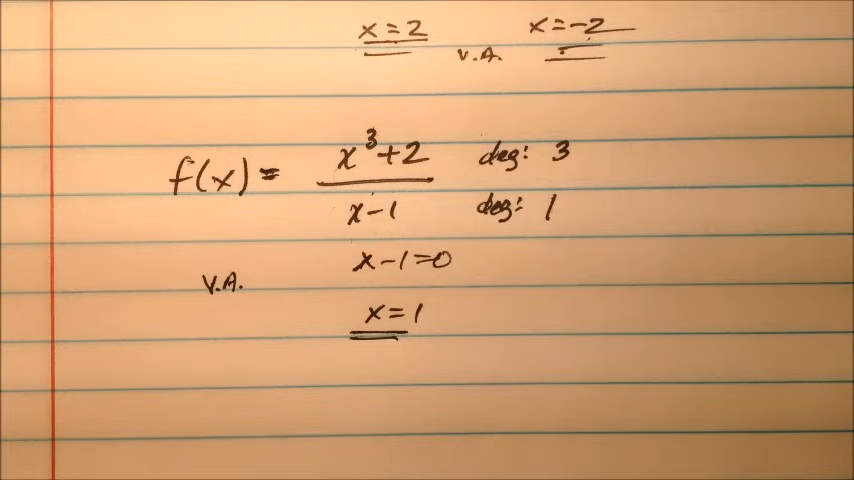 x = 2 x = -2
V.A.
f(x) = x³+2 / x-1 deg: 3 deg: 1
x-1=0
V.A.
x = 1